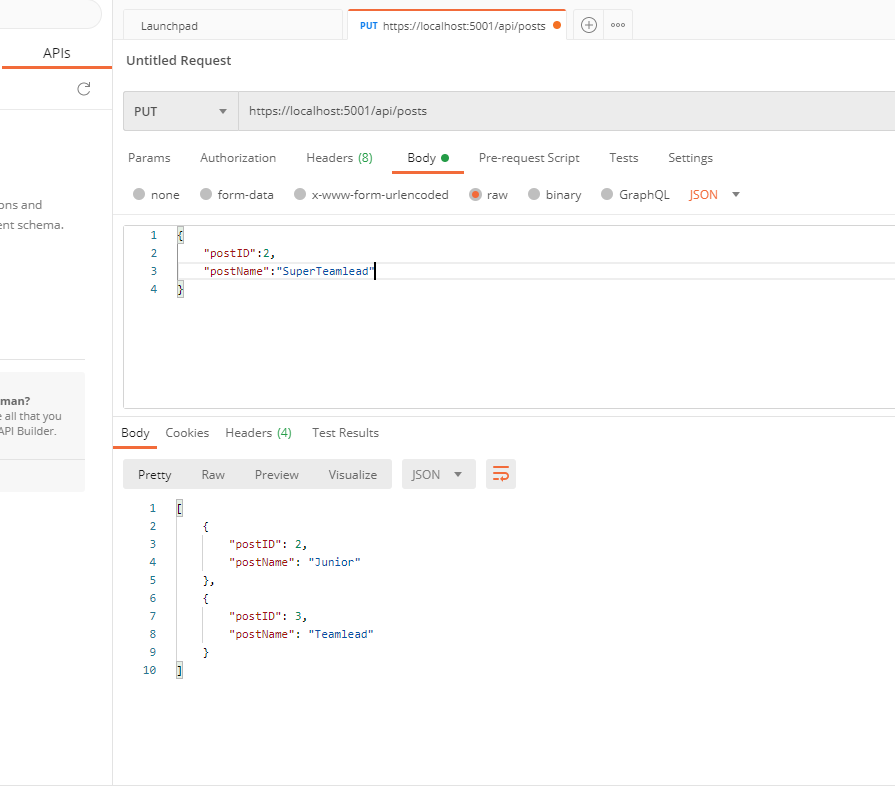 Launchpad
PUT https://localhost:5001/api/posts
APIs
Untitled Request
PUT
https://localhost:5001/api/posts
Params Authorization Headers (8) Body Pre-request Script Tests Settings
none form-data x-www-form-urlencoded raw binary GraphQL JSON
ons and
ent schema.
1 {
2 "postID":2,
3 "postName":"SuperTeamlead"
4 }
man?
e all that you
API Builder.
Body Cookies Headers (4) Test Results
Pretty Raw Preview Visualize JSON
1 [
2 {
3 "postID": 2,
4 "postName": "Junior"
5 },
6 {
7 "postID": 3,
8 "postName": "Teamlead"
9 }
10 ]